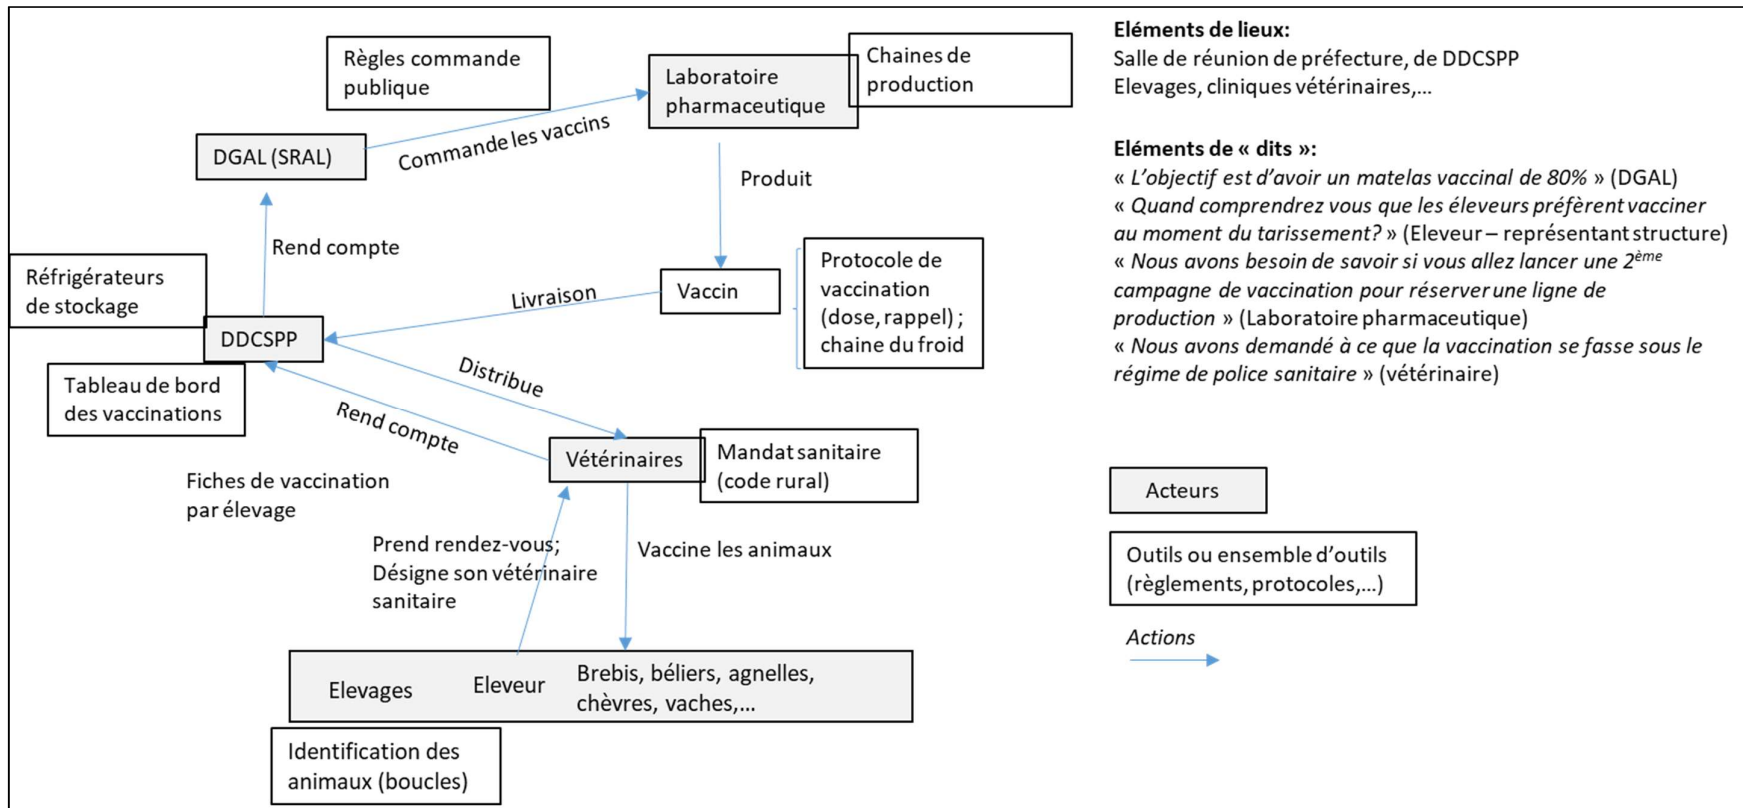 Règles commande
publique
Laboratoire
pharmaceutique
Chaines de
production
DGAL (SRAL)
Commande les vaccins
Produit
Rend compte
Réfrigérateurs
de stockage
Livraison
Vaccin
Protocole de
vaccination
(dose, rappel) ;
chaine du froid
DDCSPP
Tableau de bord
des vaccinations
Distribue
Rend compte
Vétérinaires
Mandat sanitaire
(code rural)
Fiches de vaccination
par élevage
Prend rendez-vous;
Désigne son vétérinaire
sanitaire
Vaccine les animaux
Elevages
Eleveur
Brebis, béliers, agnelles,
chèvres, vaches,...
Identification des
animaux (boucles)
Eléments de lieux:
Salle de réunion de préfecture, de DDCSPP
Elevages, cliniques vétérinaires,...
Eléments de « dits »:
« L'objectif est d'avoir un matelas vaccinal de 80% » (DGAL)
« Quand comprendrez vous que les éleveurs préfèrent vacciner
au moment du tarissement? » (Eleveur – représentant structure)
« Nous avons besoin de savoir si vous allez lancer une 2ème
campagne de vaccination pour réserver une ligne de
production » (Laboratoire pharmaceutique)
« Nous avons demandé à ce que la vaccination se fasse sous le
régime de police sanitaire » (vétérinaire)
Acteurs
Outils ou ensemble d'outils
(règlements, protocoles,...)
Actions